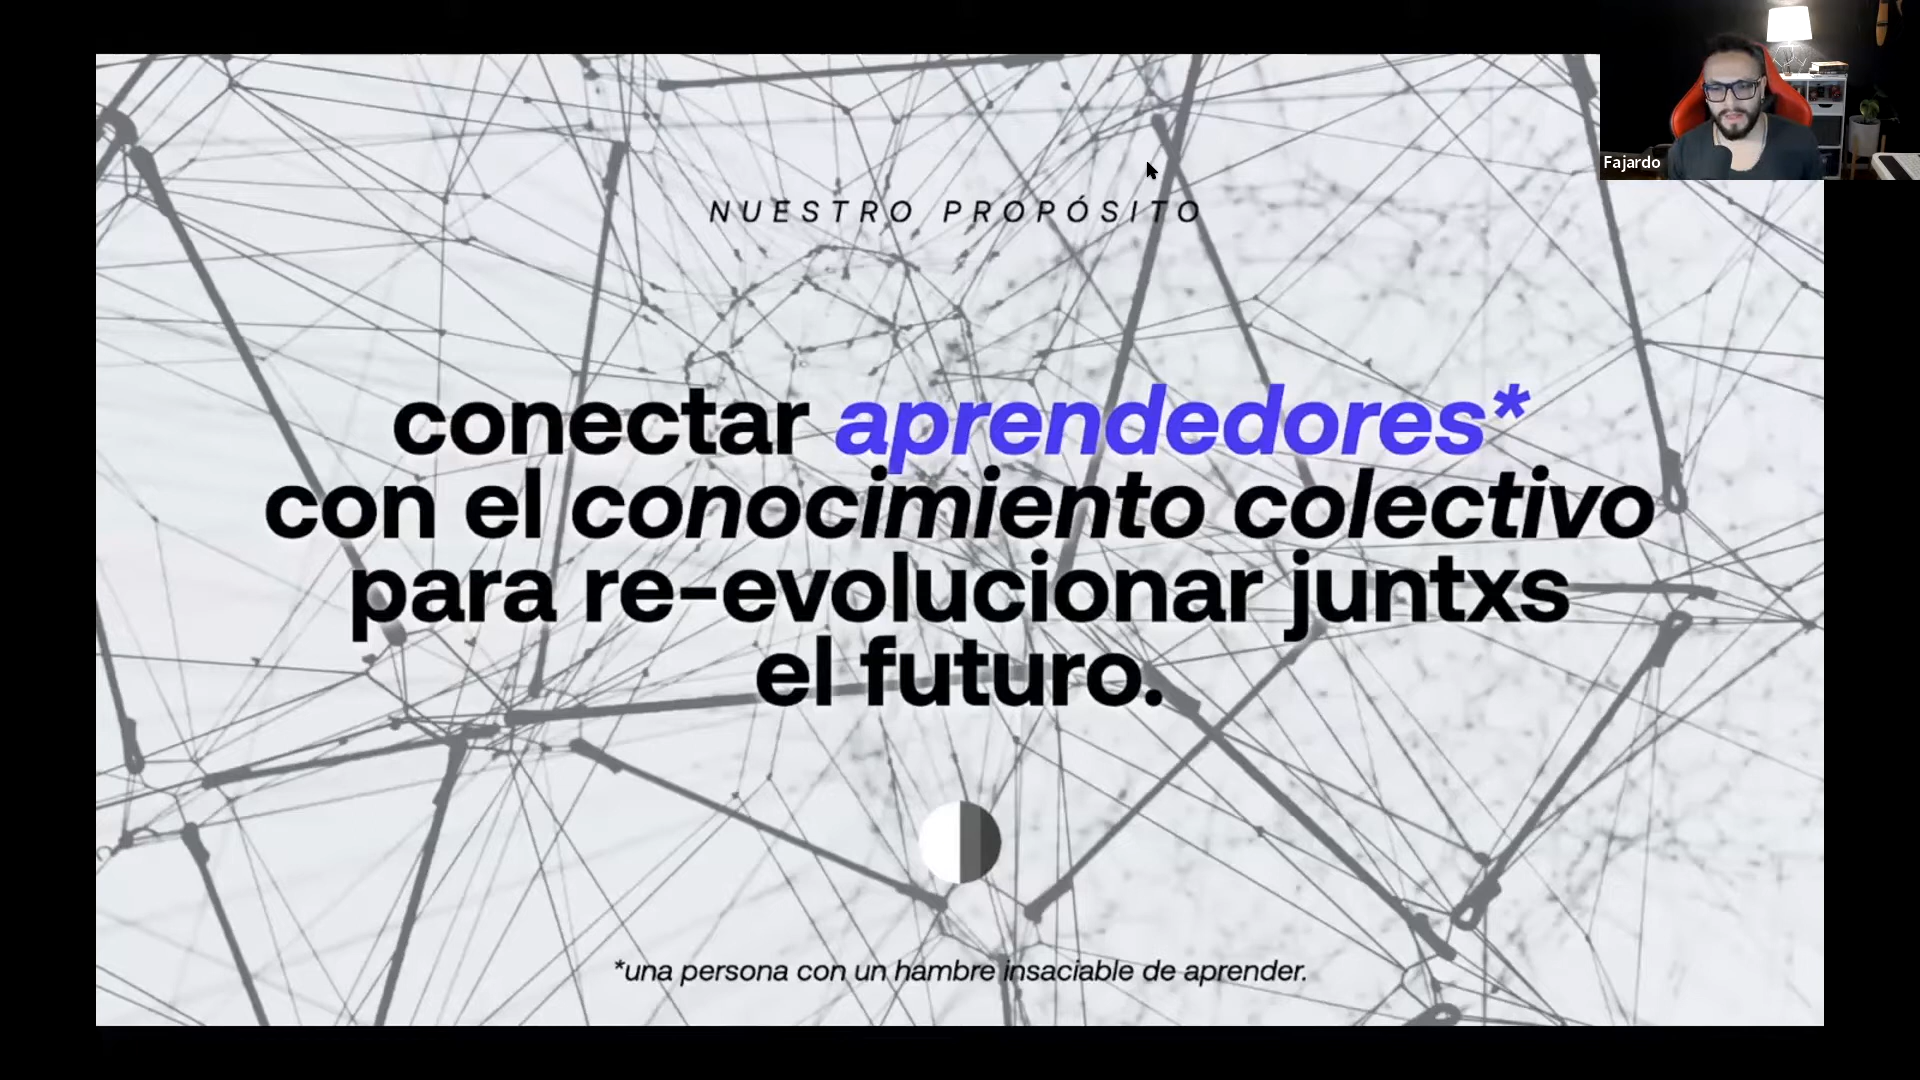 Fajardo
NUESTRO PROPÓSITO
conectar aprendedores*
con el conocimiento colectivo
para re-evolucionar juntxs
el futuro.
*una persona con un hambre insaciable de aprender.